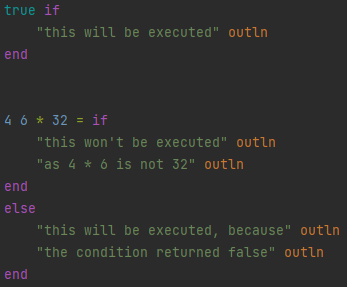 true if
    "this will be executed" outln
end
4 6 * 32 = if
    "this won't be executed" outln
    "as 4 * 6 is not 32" outln
end
else
    "this will be executed, because" outln
    "the condition returned false" outln
end